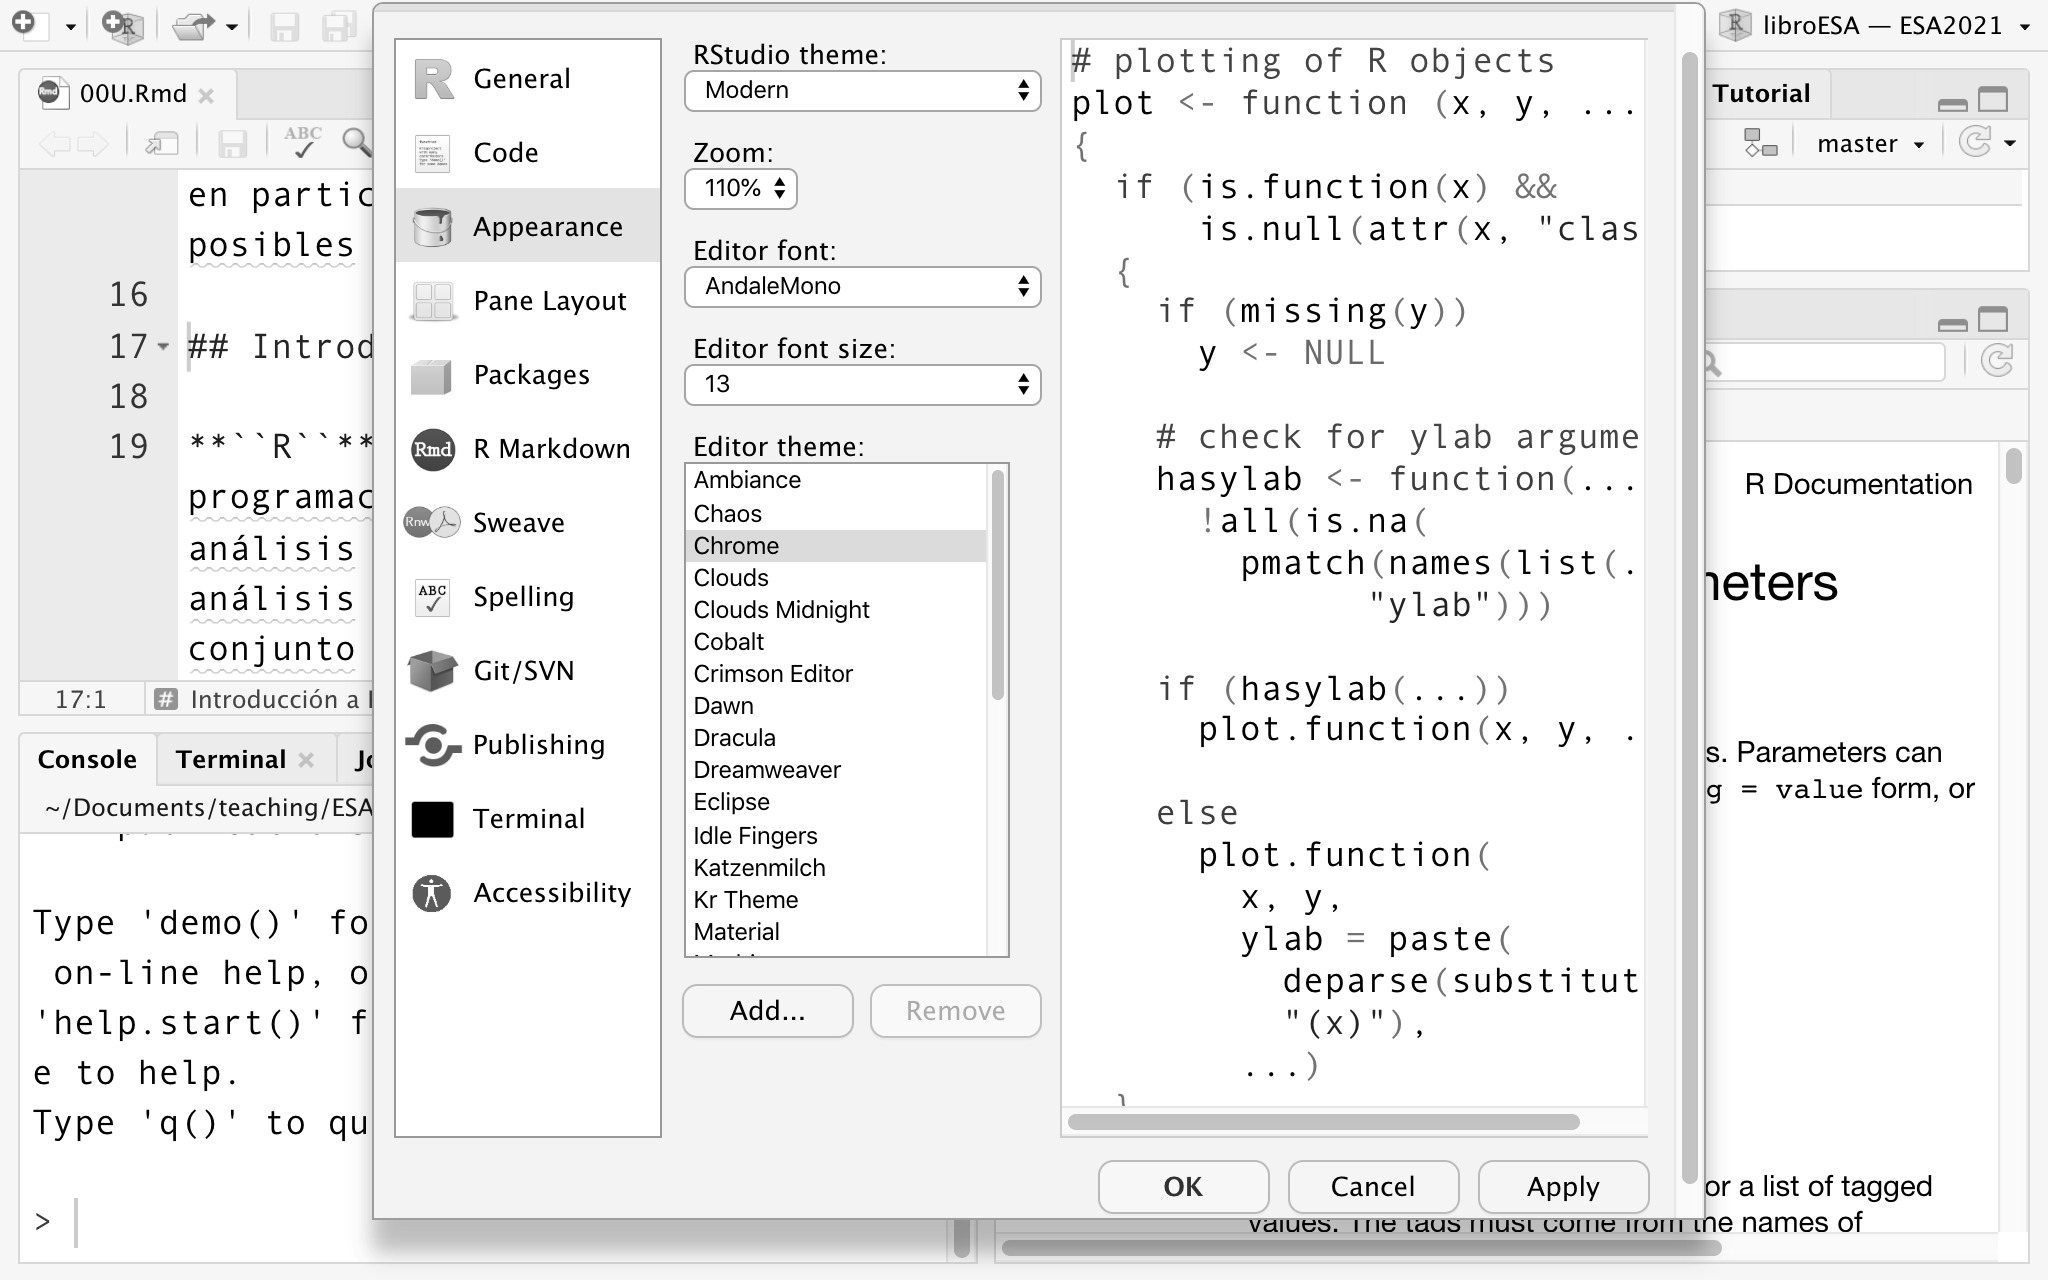 libroESA — ESA2021
00U.Rmd
ABC
en partic
posibles
16
17 ## Introd
18
19 **``R``**
programac
análisis
análisis
conjunto
17:1 # Introducción a
Console Terminal
~/Documents/teaching/ESA
Type 'demo()' fo
on-line help, o
'help.start()' f
e to help.
Type 'q()' to qu
>
General
Code
Appearance
Pane Layout
Packages
Rmd R Markdown
Rnw Sweave
ABC Spelling
Git/SVN
Publishing
Terminal
Accessibility
RStudio theme:
Modern
Zoom:
110%
Editor font:
AndaleMono
Editor font size:
13
Editor theme:
Ambiance
Chaos
Chrome
Clouds
Clouds Midnight
Cobalt
Crimson Editor
Dawn
Dracula
Dreamweaver
Eclipse
Idle Fingers
Katzenmilch
Kr Theme
Material
Add... Remove
# plotting of R objects
plot <- function (x, y, ...
{
if (is.function(x) &&
is.null(attr(x, "clas
{
if (missing(y))
y <- NULL
# check for ylab argume
hasylab <- function(...
!all(is.na(
pmatch(names(list(.
"ylab")))
if (hasylab(...))
plot.function(x, y, .
else
plot.function(
x, y,
ylab = paste(
deparse(substitut
"(x)"),
...)
}
OK Cancel Apply
Tutorial
master
R Documentation
meters
s. Parameters can
g = value form, or
or a list of tagged
values. The tags must come from the names of